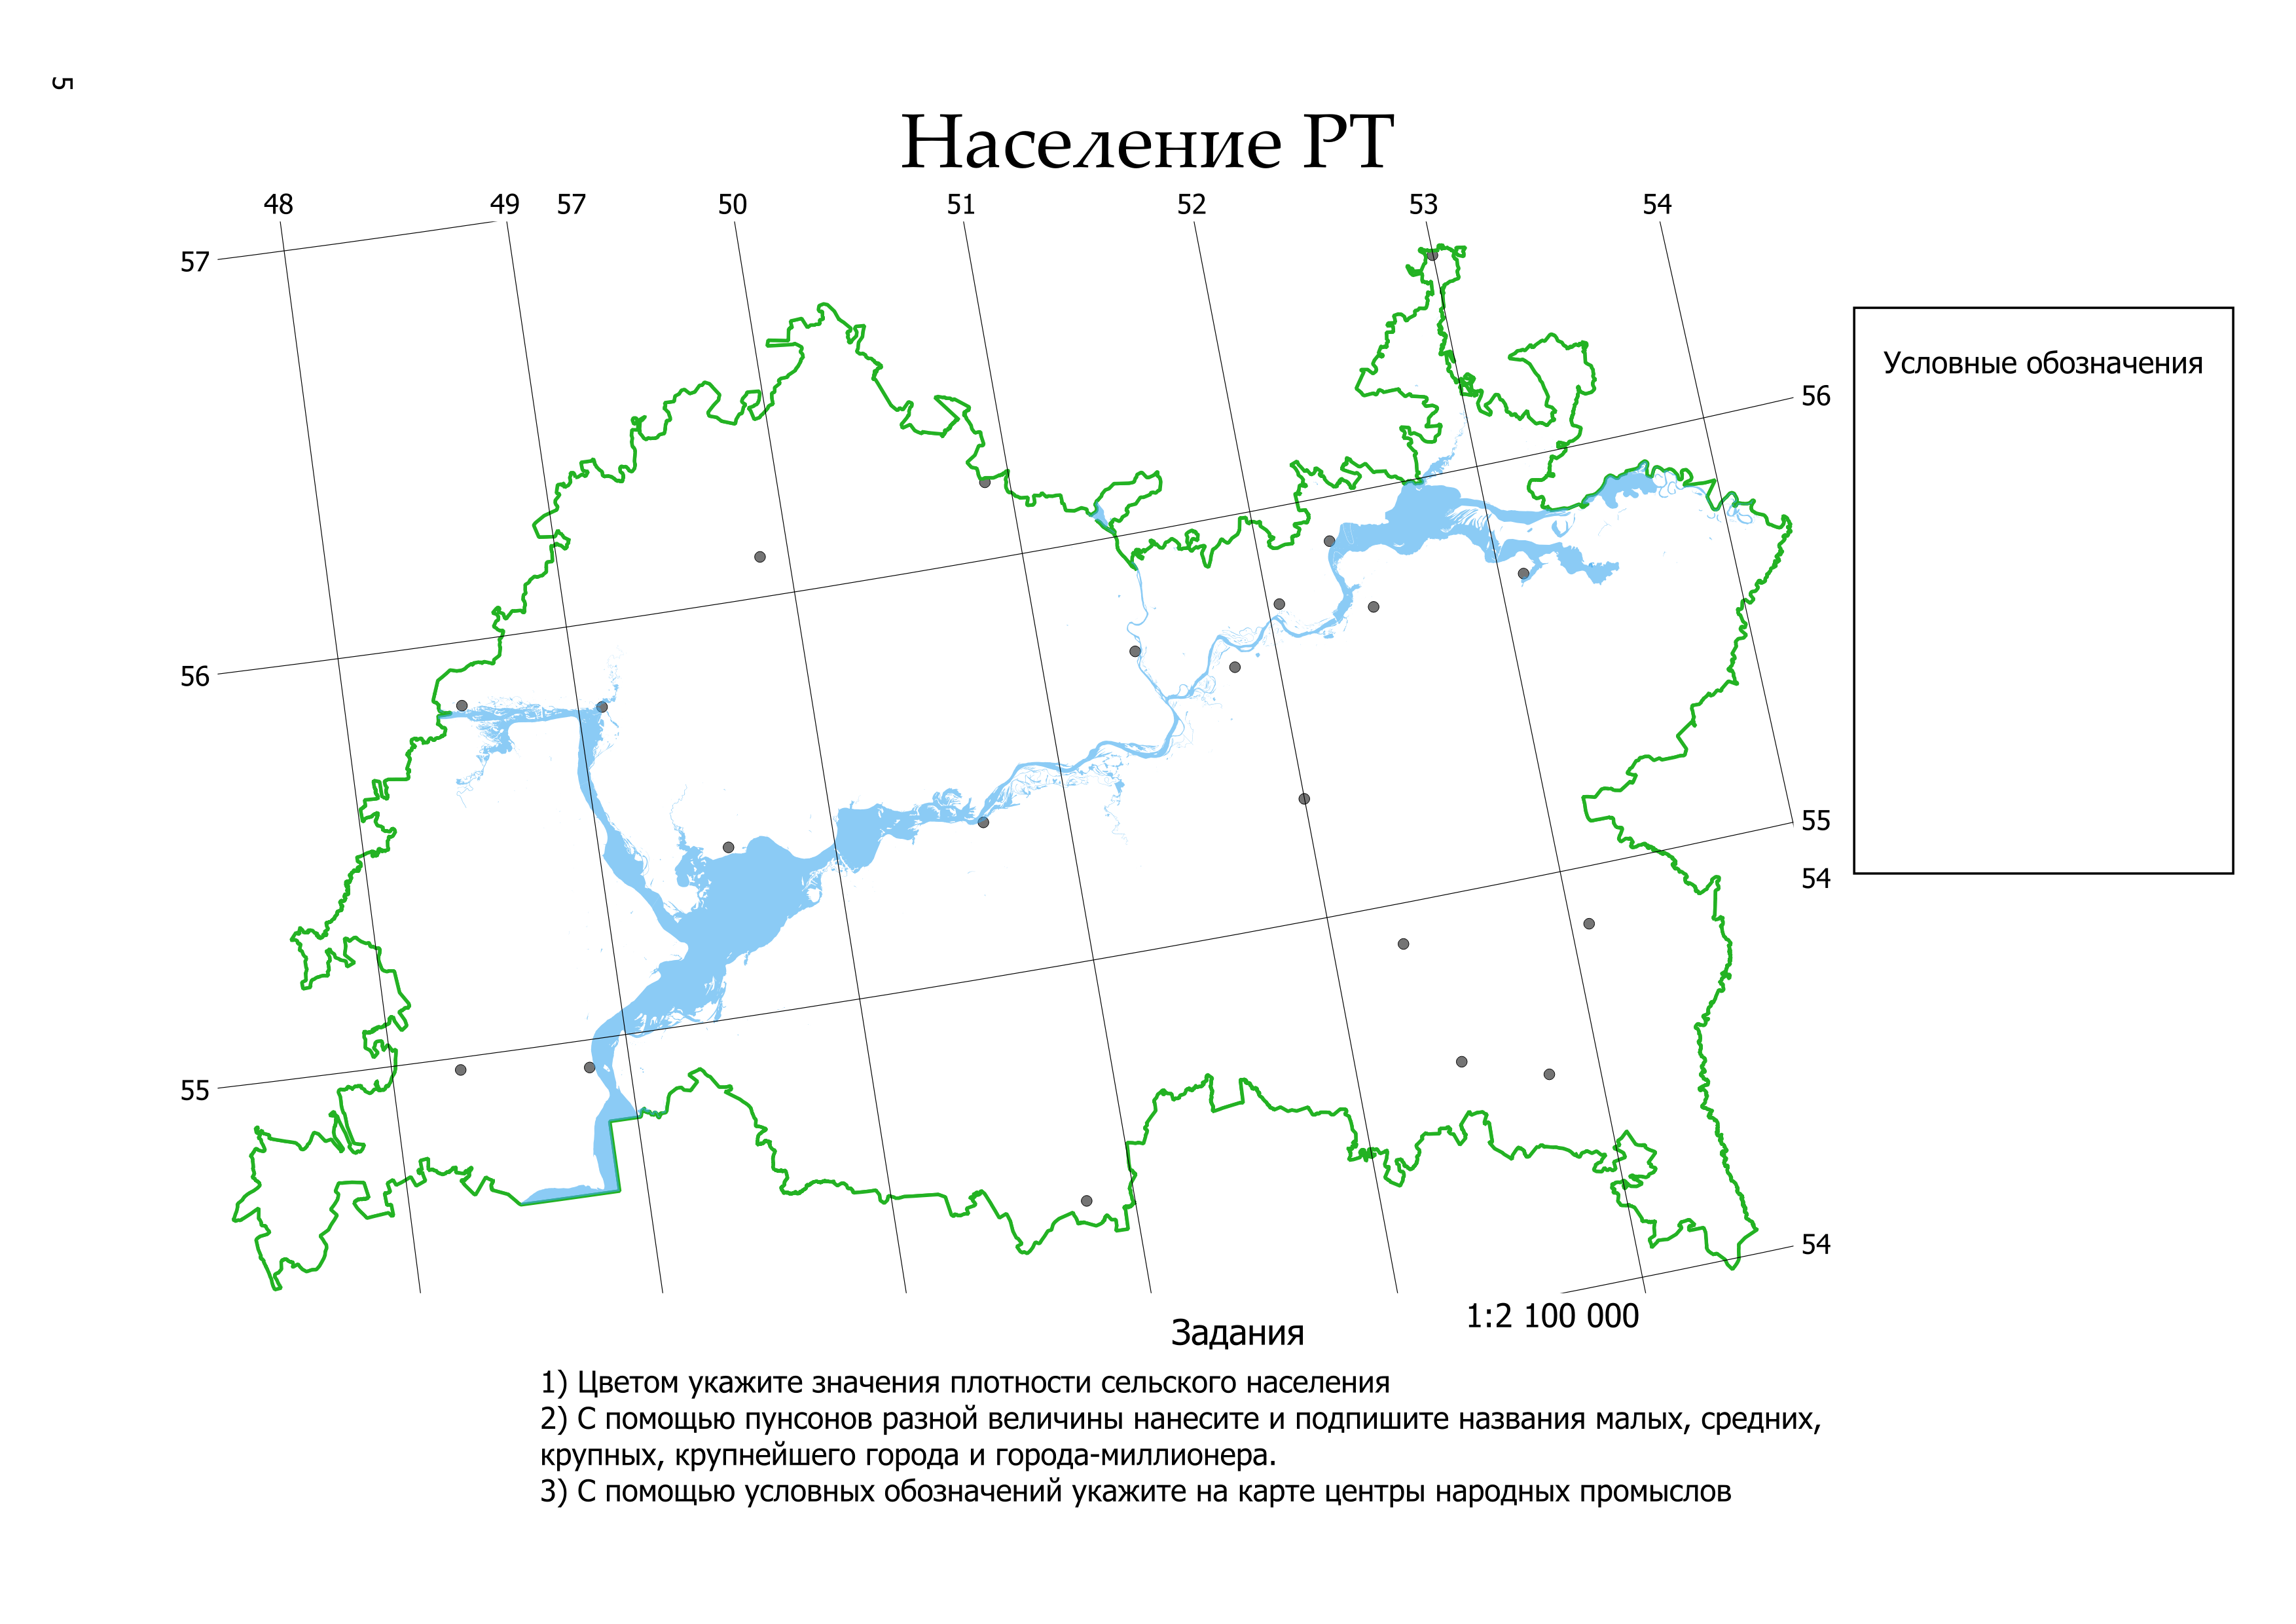 5
Население РТ
48 49 57 50 51 52 53 54
57
56
Условные обозначения
56
55
54
55
54
1:2 100 000
Задания
1) Цветом укажите значения плотности сельского населения
2) С помощью пунсонов разной величины нанесите и подпишите названия малых, средних,
крупных, крупнейшего города и города-миллионера.
3) С помощью условных обозначений укажите на карте центры народных промыслов